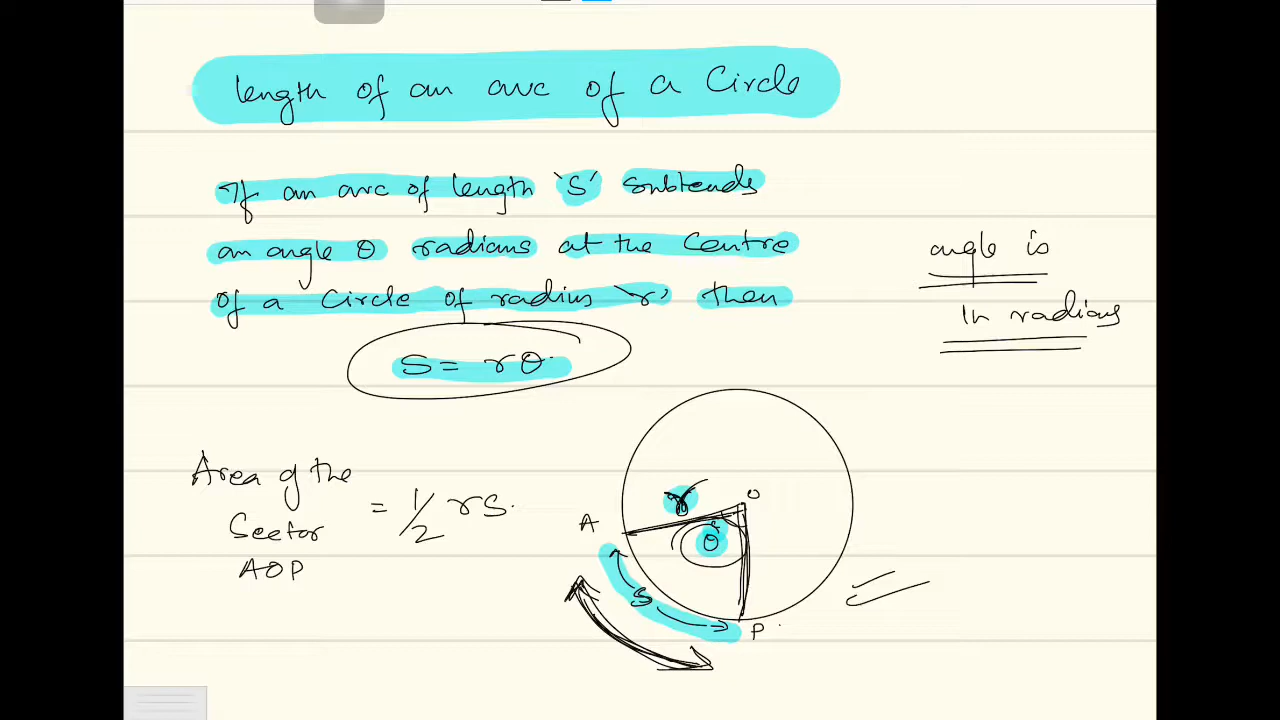 length of an arc of a Circle
If an arc of length 's' subtends
an angle θ radians at the Centre
of a Circle of radius 'r' then
S = rθ.
angle is
in radians
Area of the
Sector
AOP
= 1/2 rs.
r
O
A
θ
S
P